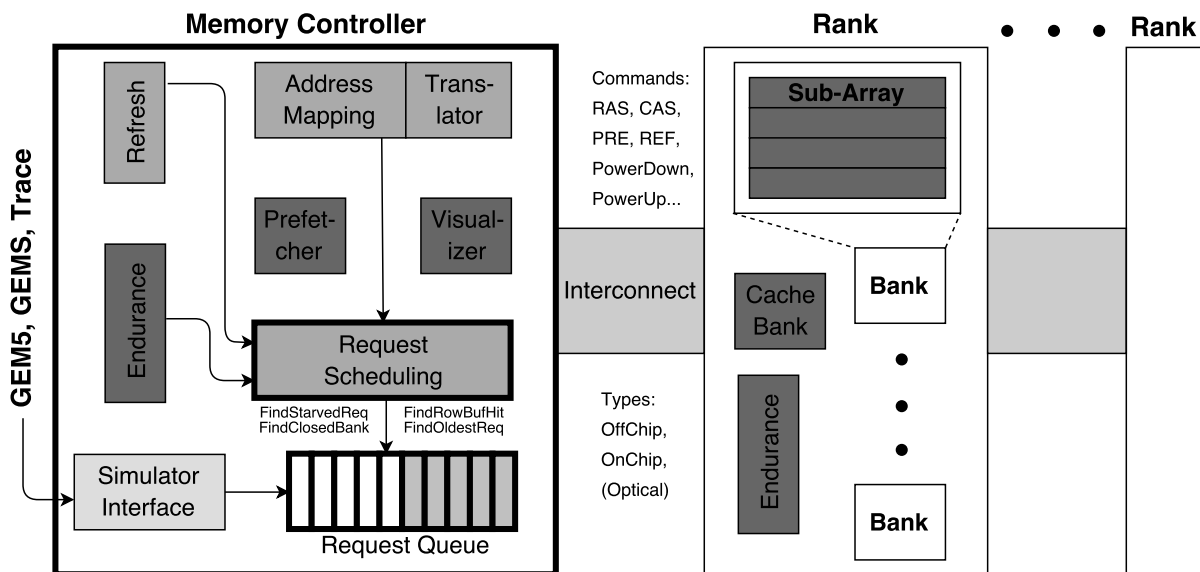 Memory Controller
Rank
Rank
Refresh
Address
Mapping
Trans-
lator
Commands:
RAS, CAS,
PRE, REF,
PowerDown,
PowerUp...
Sub-Array
GEM5, GEMS, Trace
Prefet-
cher
Visual-
izer
Endurance
Interconnect
Cache
Bank
Bank
Request
Scheduling
FindStarvedReq
FindClosedBank
FindRowBufHit
FindOldestReq
Types:
OffChip,
OnChip,
(Optical)
Endurance
Simulator
Interface
Request Queue
Bank